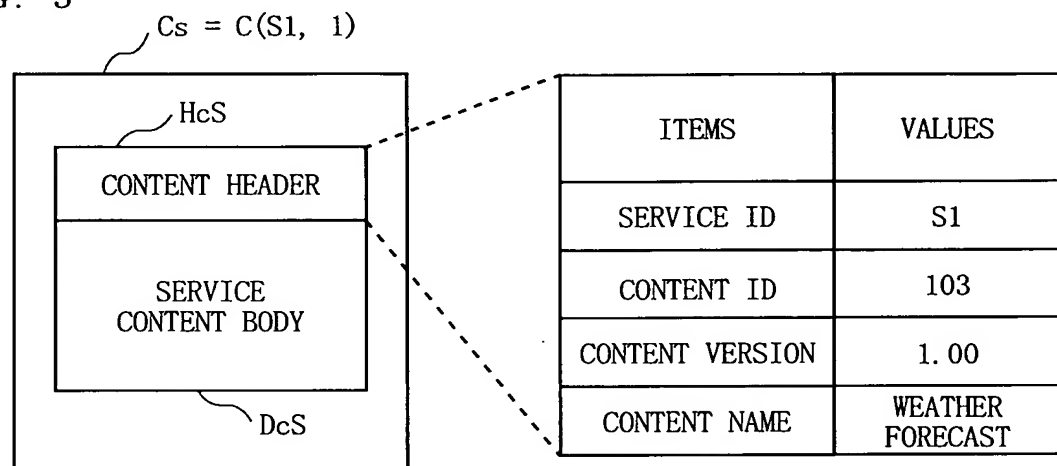 Cs = C(S1, 1)
HcS
CONTENT HEADER
SERVICE
CONTENT BODY
DcS
ITEMS VALUES
SERVICE ID S1
CONTENT ID 103
CONTENT VERSION 1.00
CONTENT NAME WEATHER
FORECAST